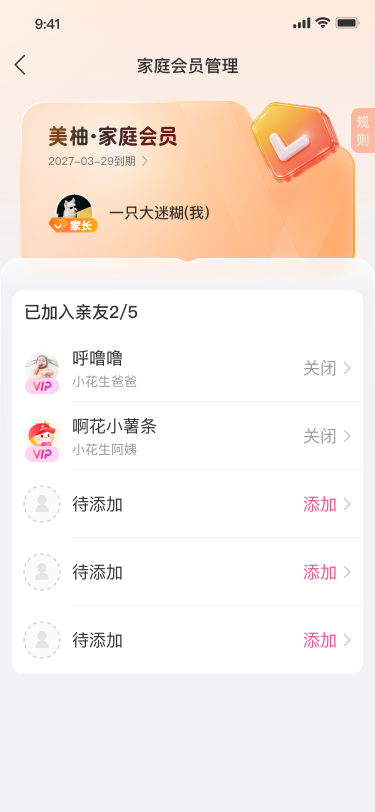 9:41
家庭会员管理
规则
美柚·家庭会员
2027-03-29到期
家长
一只大迷糊(我)
已加入亲友2/5
呼噜噜
关闭
VIP
小花生爸爸
啊花小薯条
关闭
VIP
小花生阿姨
待添加
添加
待添加
添加
待添加
添加